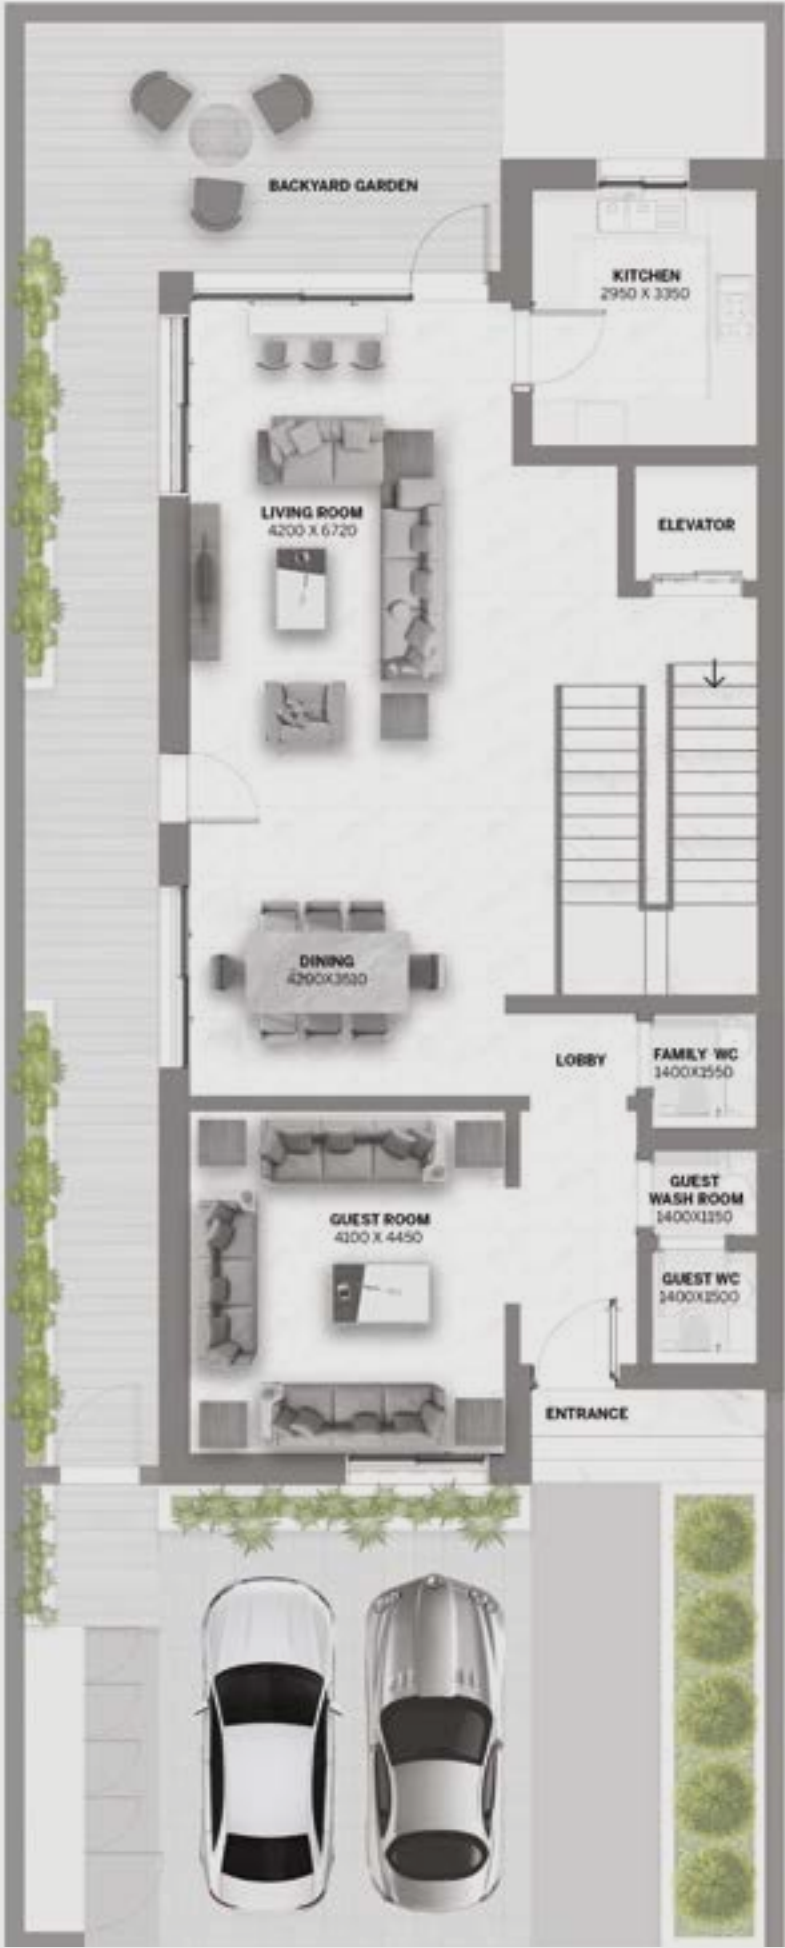 BACKYARD GARDEN
KITCHEN
2950 X 3350
LIVING ROOM
4200 X 6720
ELEVATOR
DINING
4200X3510
LOBBY
FAMILY WC
1400X1550
GUEST
WASH ROOM
1400X1150
GUEST ROOM
4100 X 4450
GUEST WC
1400X1500
ENTRANCE